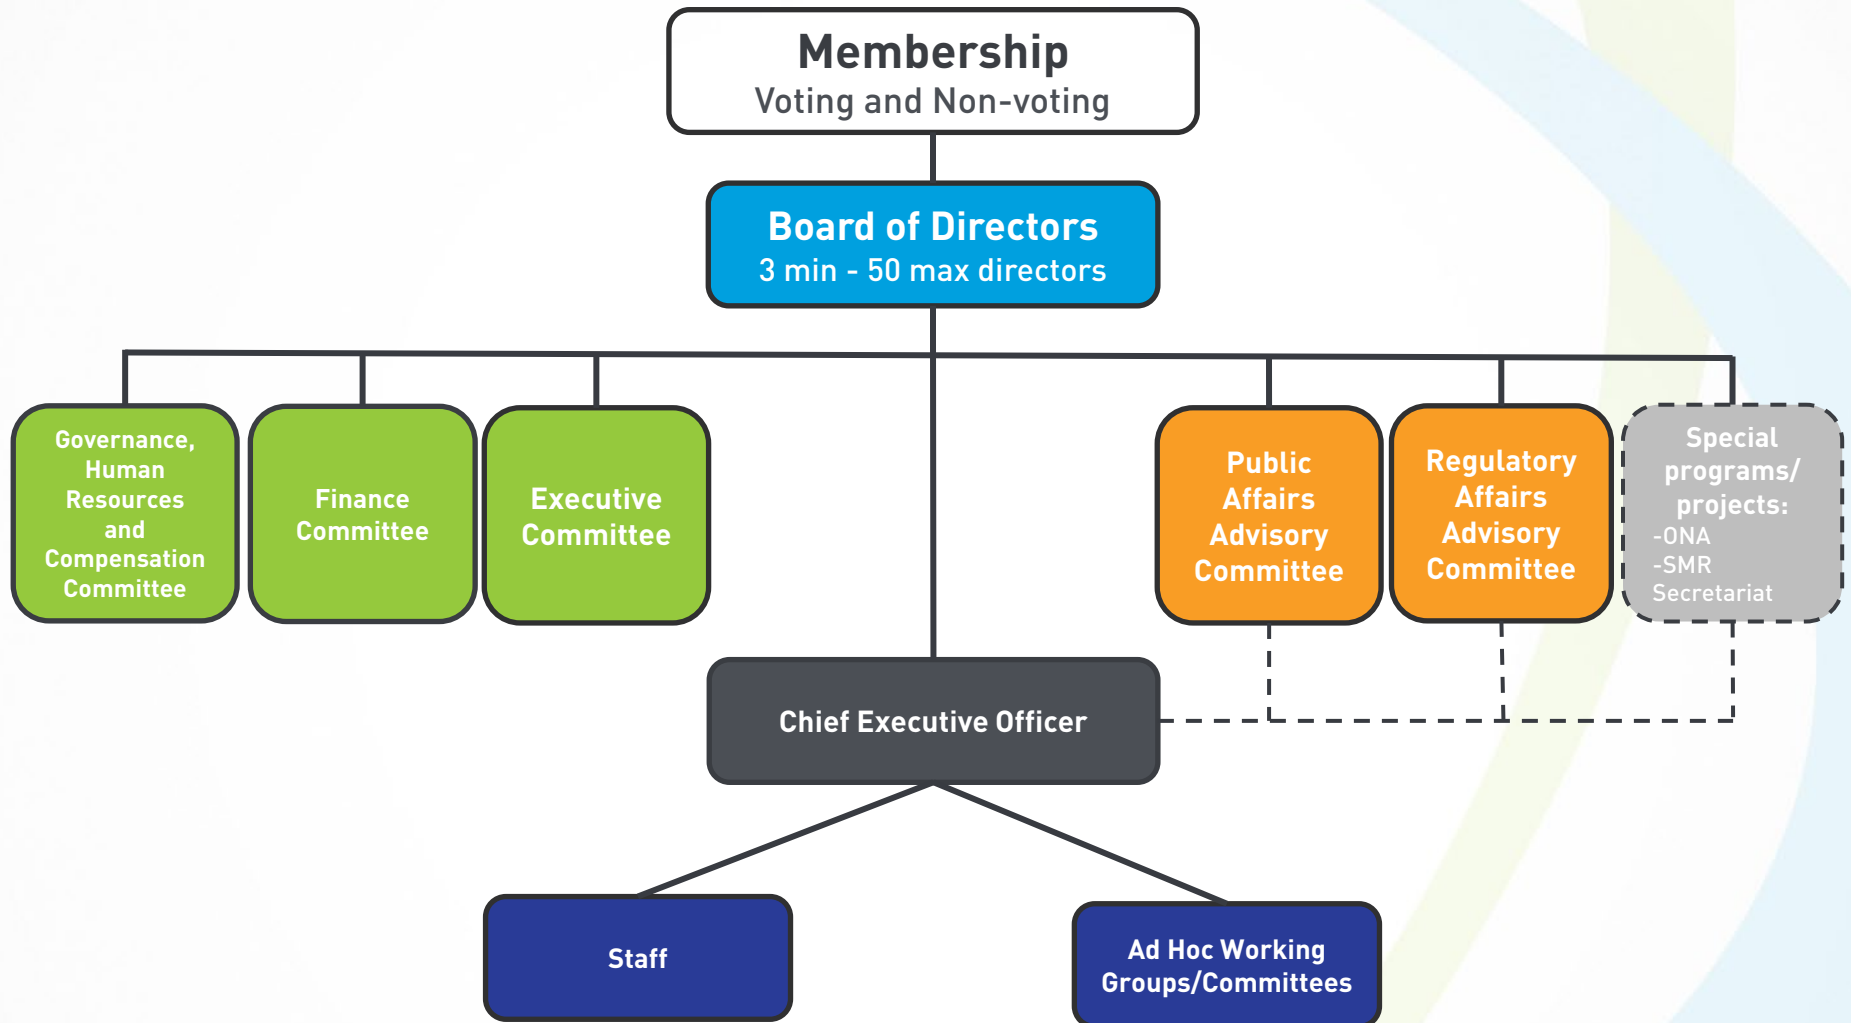 Membership
Voting and Non-voting
Board of Directors
3 min - 50 max directors
Governance,
Human
Resources
and
Compensation
Committee
Finance
Committee
Executive
Committee
Public
Affairs
Advisory
Committee
Regulatory
Affairs
Advisory
Committee
Special
programs/
projects:
-ONA
-SMR
Secretariat
Chief Executive Officer
Staff
Ad Hoc Working
Groups/Committees